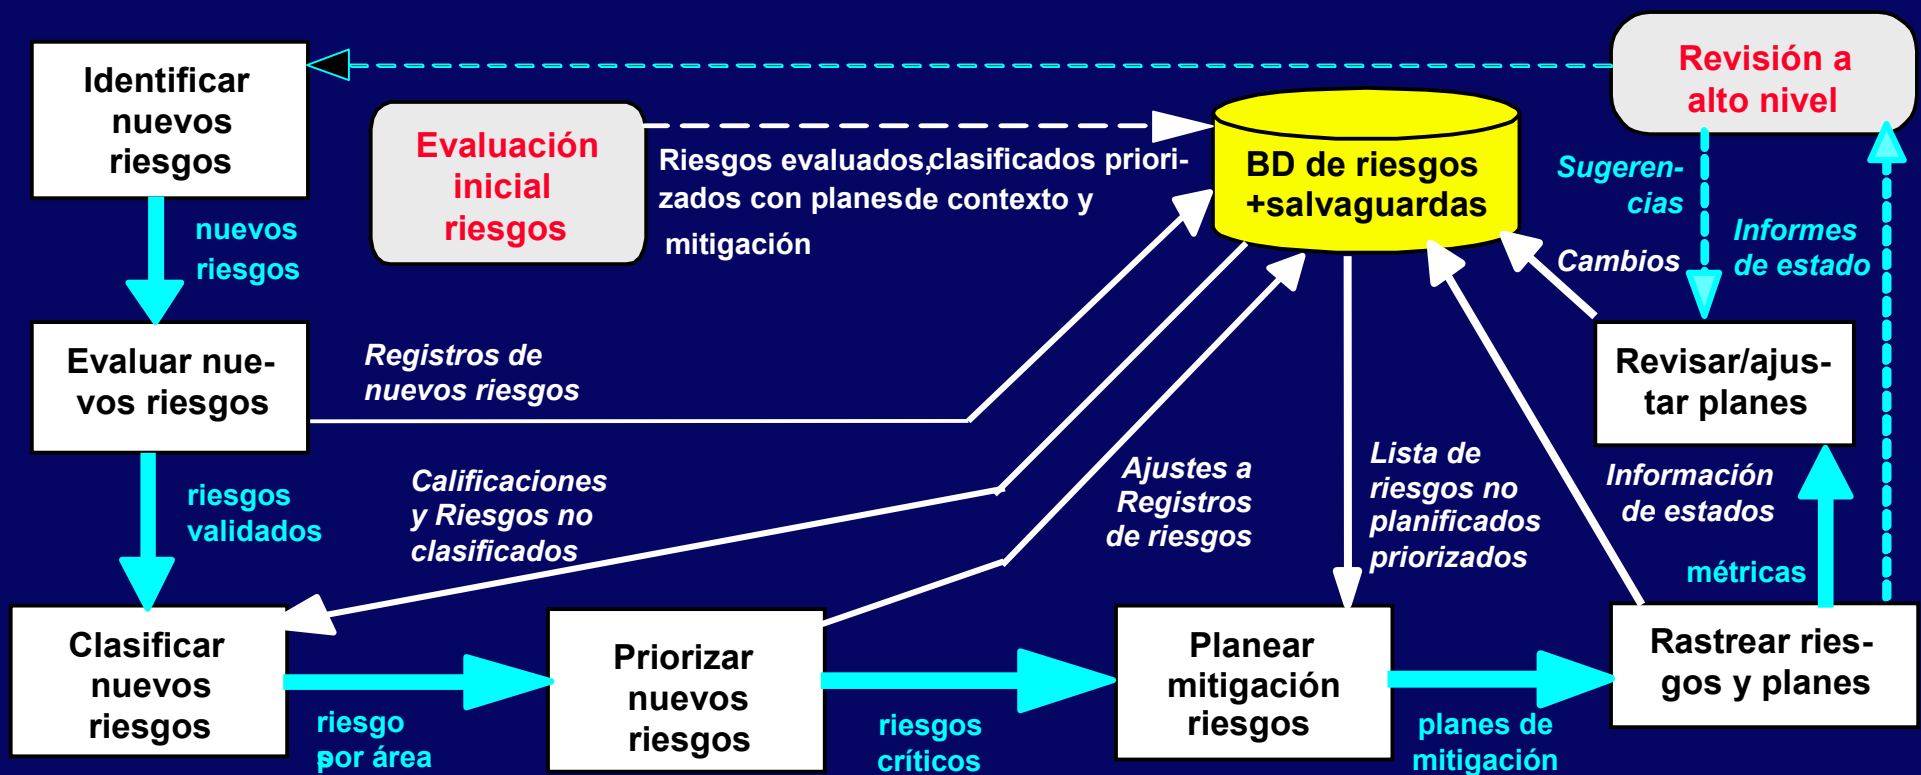 Identificar
nuevos
riesgos
Revisión a
alto nivel
Evaluación
inicial
riesgos
Riesgos evaluados,clasificados priori-
zados con planes de contexto y
mitigación
BD de riesgos
+salvaguardas
Sugeren-
cias
Informes
de estado
Cambios
nuevos
riesgos
Evaluar nue-
vos riesgos
Registros de
nuevos riesgos
Revisar/ajus-
tar planes
riesgos
validados
Calificaciones
y Riesgos no
clasificados
Ajustes a
Registros
de riesgos
Lista de
riesgos no
planificados
priorizados
Información
de estados
métricas
Clasificar
nuevos
riesgos
riesgo
s
por área
Priorizar
nuevos
riesgos
riesgos
críticos
Planear
mitigación
riesgos
planes de
mitigación
Rastrear ries-
gos y planes